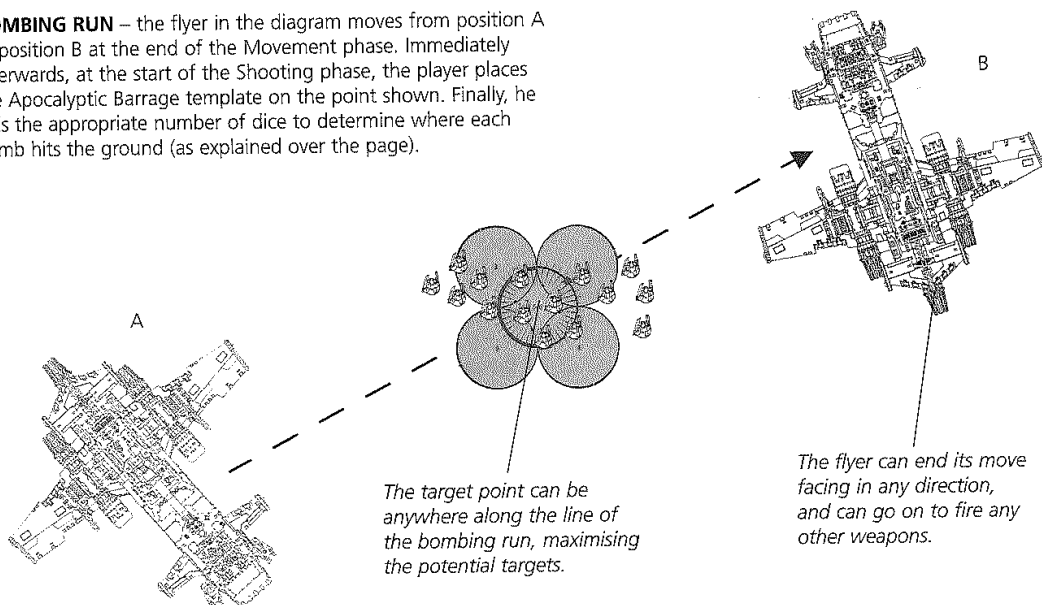 OMBING RUN – the flyer in the diagram moves from position A
position B at the end of the Movement phase. Immediately
erwards, at the start of the Shooting phase, the player places
e Apocalyptic Barrage template on the point shown. Finally, he
s the appropriate number of dice to determine where each
mb hits the ground (as explained over the page).
B
A
The target point can be
anywhere along the line of
the bombing run, maximising
the potential targets.
The flyer can end its move
facing in any direction,
and can go on to fire any
other weapons.